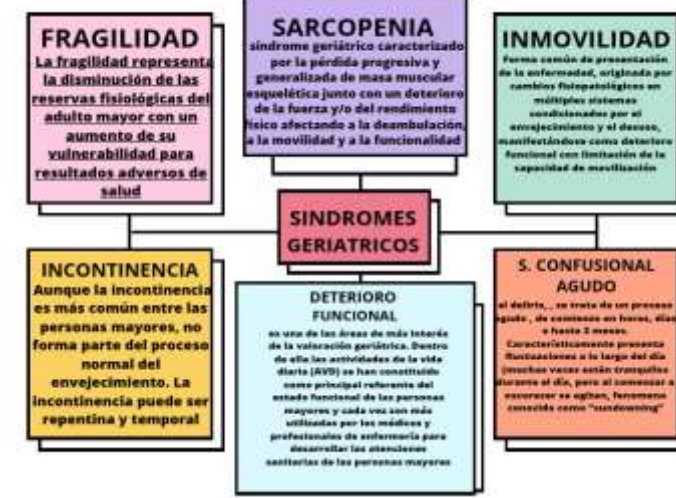 FRAGILIDAD
La fragilidad representa
la disminución de las
reservas fisiológicas del
adulto mayor con un
aumento de su
vulnerabilidad para
resultados adversos de
salud
SARCOPENIA
síndrome geriátrico caracterizado
por la pérdida progresiva y
generalizada de masa muscular
esquelética junto con un deterioro
de la fuerza y/o del rendimiento
físico afectando a la deambulación,
a la movilidad y a la funcionalidad
INMOVILIDAD
Forma común de presentación
de la enfermedad, originada por
cambios fisiopatológicos en
múltiples sistemas
condicionados por el
envejecimiento y el desuso,
manifestándose como deterioro
funcional con limitación de la
capacidad de movilización
SINDROMES
GERIATRICOS
INCONTINENCIA
Aunque la incontinencia
es más común entre las
personas mayores, no
forma parte del proceso
normal del
envejecimiento. La
incontinencia puede ser
repentina y temporal
DETERIORO
FUNCIONAL
es una de las áreas de más interés
de la valoración geriátrica. Dentro
de ella las actividades de la vida
diaria (AVD) se han constituido
como principal referente del
estado funcional de las personas
mayores y cada vez son más
utilizadas por los médicos y
profesionales de enfermería para
desarrollar las atenciones
sanitarias de las personas mayores
S. CONFUSIONAL
AGUDO
el deliris, , se trata de un proceso
agudo , de comienzo en horas, días
o hasta 2 meses.
Característicamente presenta
fluctuaciones a lo largo del día
(muchas veces están tranquilos
durante el día, pero al comenzar a
oscurecer se agitan, fenómeno
conocido como "sundowning"